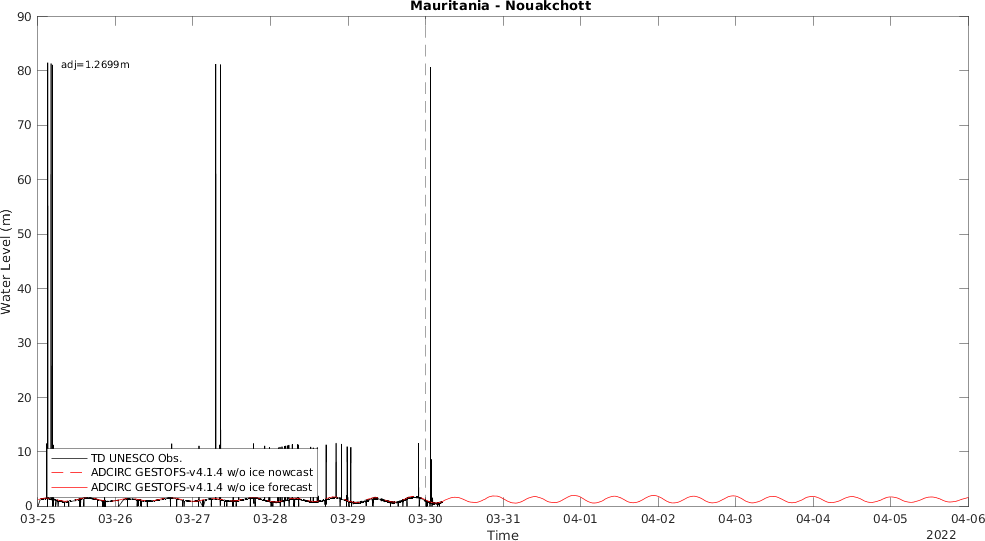 Mauritania - Nouakchott
90
80
70
60
50
40
30
20
10
0
Water Level (m)
adj=1.2699m
TD UNESCO Obs.
ADCIRC GESTOFS-v4.1.4 w/o ice nowcast
ADCIRC GESTOFS-v4.1.4 w/o ice forecast
03-25 03-26 03-27 03-28 03-29 03-30 03-31 04-01 04-02 04-03 04-04 04-05 04-06
Time
2022